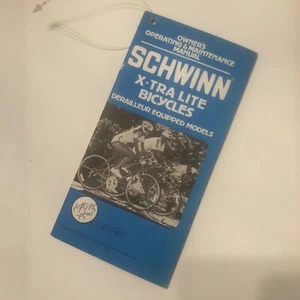 OWNER'S
OPERATING & MAINTENANCE
MANUAL
SCHWINN
X-TRA LITE
BICYCLES
DERAILLEUR EQUIPPED MODELS